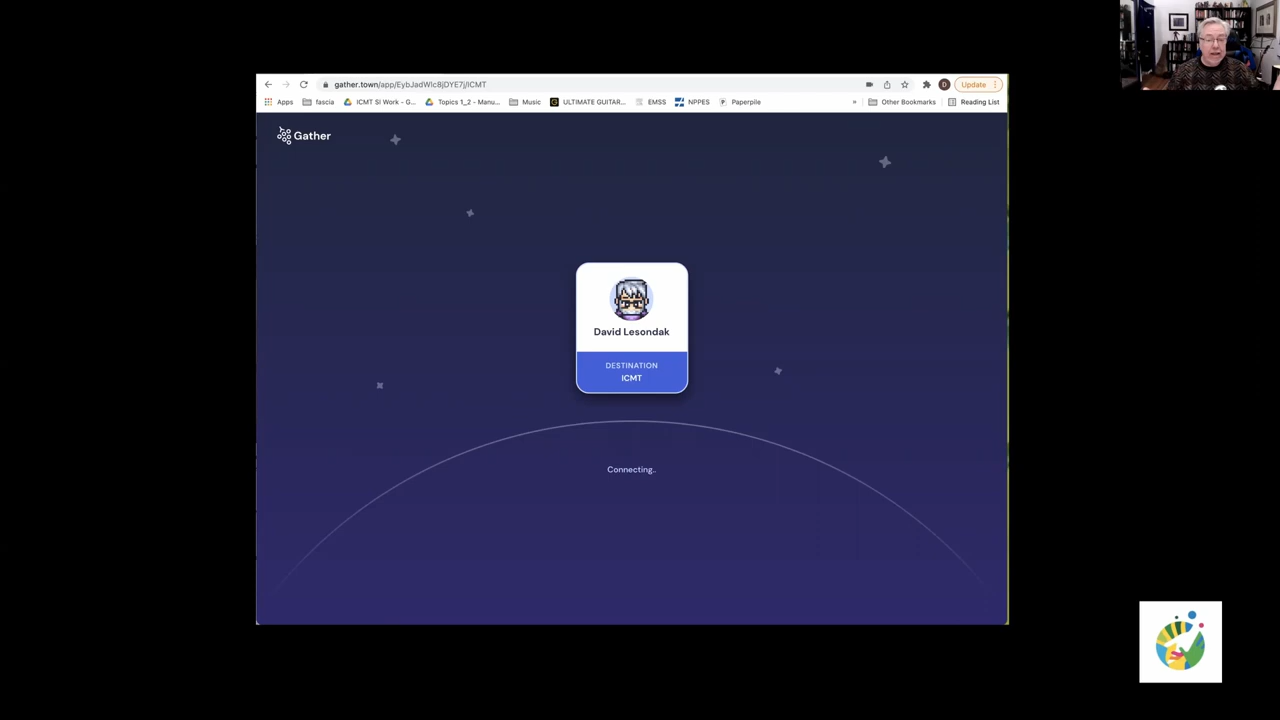 gather.town/app/EybJadWlc8jDYE7j/ICMT
Update
Apps fascia ICMT SI Work - G... Topics 1_2 - Manu... Music ULTIMATE GUITAR... EMSS NPPES Paperpile » Other Bookmarks Reading List
Gather
David Lesondak
DESTINATION
ICMT
Connecting..